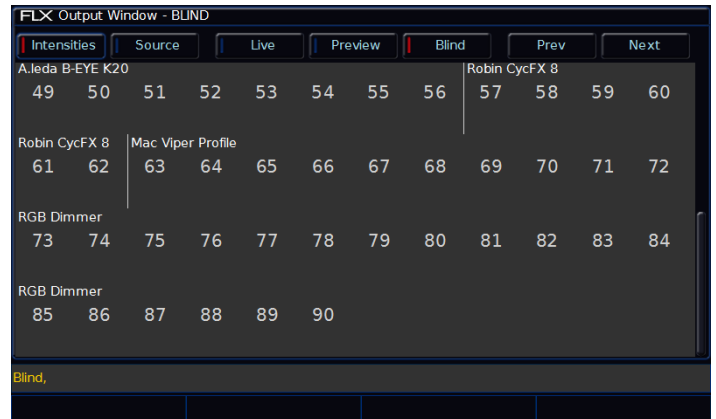 FLX Output Window - BLIND
Intensities Source Live Preview Blind Prev Next
A.leda B-EYE K20 Robin CycFX 8
49 50 51 52 53 54 55 56 57 58 59 60
Robin CycFX 8 Mac Viper Profile
61 62 63 64 65 66 67 68 69 70 71 72
RGB Dimmer
73 74 75 76 77 78 79 80 81 82 83 84
RGB Dimmer
85 86 87 88 89 90
Blind,